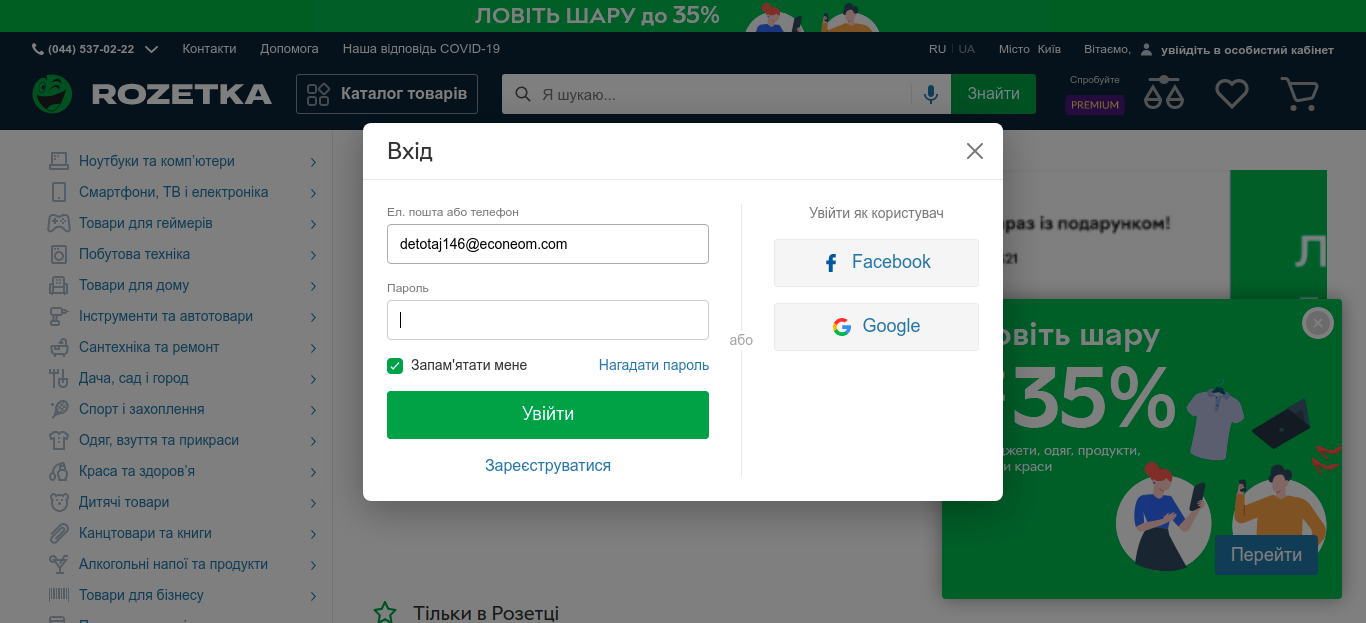 ЛОВІТЬ ШАРУ до 35%
(044) 537-02-22
Контакти
Допомога
Наша відповідь COVID-19
RU UA
Місто Київ
Вітаємо, увійдіть в особистий кабінет
ROZETKA
Каталог товарів
Я шукаю...
Знайти
Спробуйте
PREMIUM
Ноутбуки та комп'ютери
Смартфони, ТВ і електроніка
Товари для геймерів
Побутова техніка
Товари для дому
Інструменти та автотовари
Сантехніка та ремонт
Дача, сад і город
Спорт і захоплення
Одяг, взуття та прикраси
Краса та здоров'я
Дитячі товари
Канцтовари та книги
Алкогольні напої та продукти
Товари для бізнесу
Вхід
Ел. пошта або телефон
detotaj146@econeom.com
Пароль
Запам'ятати мене
Нагадати пароль
Увійти
Зареєструватися
або
Увійти як користувач
Facebook
Google
раз із подарунком!
21
Л
овіть шару
35%
жети, одяг, продукти,
и краси
Перейти
Тільки в Розетці